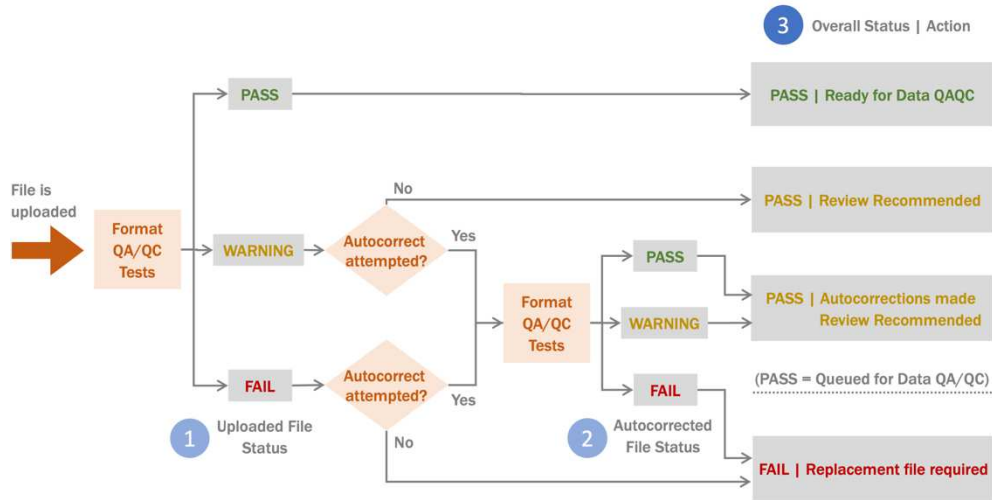 3 Overall Status | Action
PASS
PASS | Ready for Data QAQC
File is
uploaded
No
PASS | Review Recommended
Format
QA/QC
Tests
WARNING
Autocorrect
attempted?
Yes
PASS
Format
QA/QC
Tests
WARNING
PASS | Autocorrections made
Review Recommended
FAIL
Autocorrect
attempted?
Yes
FAIL
(PASS = Queued for Data QA/QC)
1 Uploaded File
Status
No
2 Autocorrected
File Status
FAIL | Replacement file required